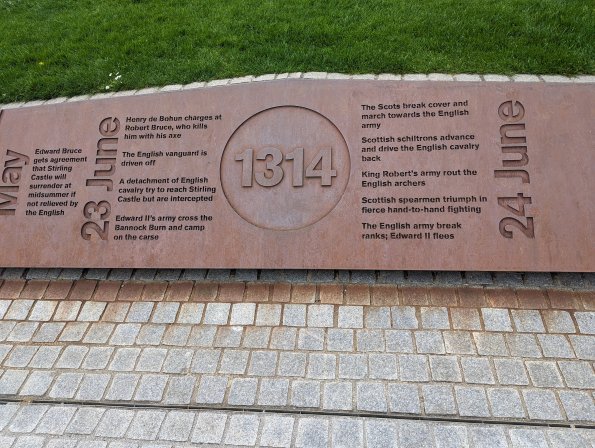 May
Edward Bruce gets
agreement
that Stirling
Castle will
surrender at
midsummer if
not relieved by
the English
23 June
Henry de Bohun charges at
Robert Bruce, who kills
him with his axe
The English vanguard is
driven off
A detachment of English
cavalry try to reach Stirling
Castle but are intercepted
Edward II's army cross the
Bannock Burn and camp
on the carse
1314
The Scots break cover and
march towards the English
army
Scottish schiltrons advance
and drive the English cavalry
back
King Robert's army rout the
English archers
Scottish spearmen triumph in
fierce hand-to-hand fighting
The English army break
ranks; Edward II flees
24 June